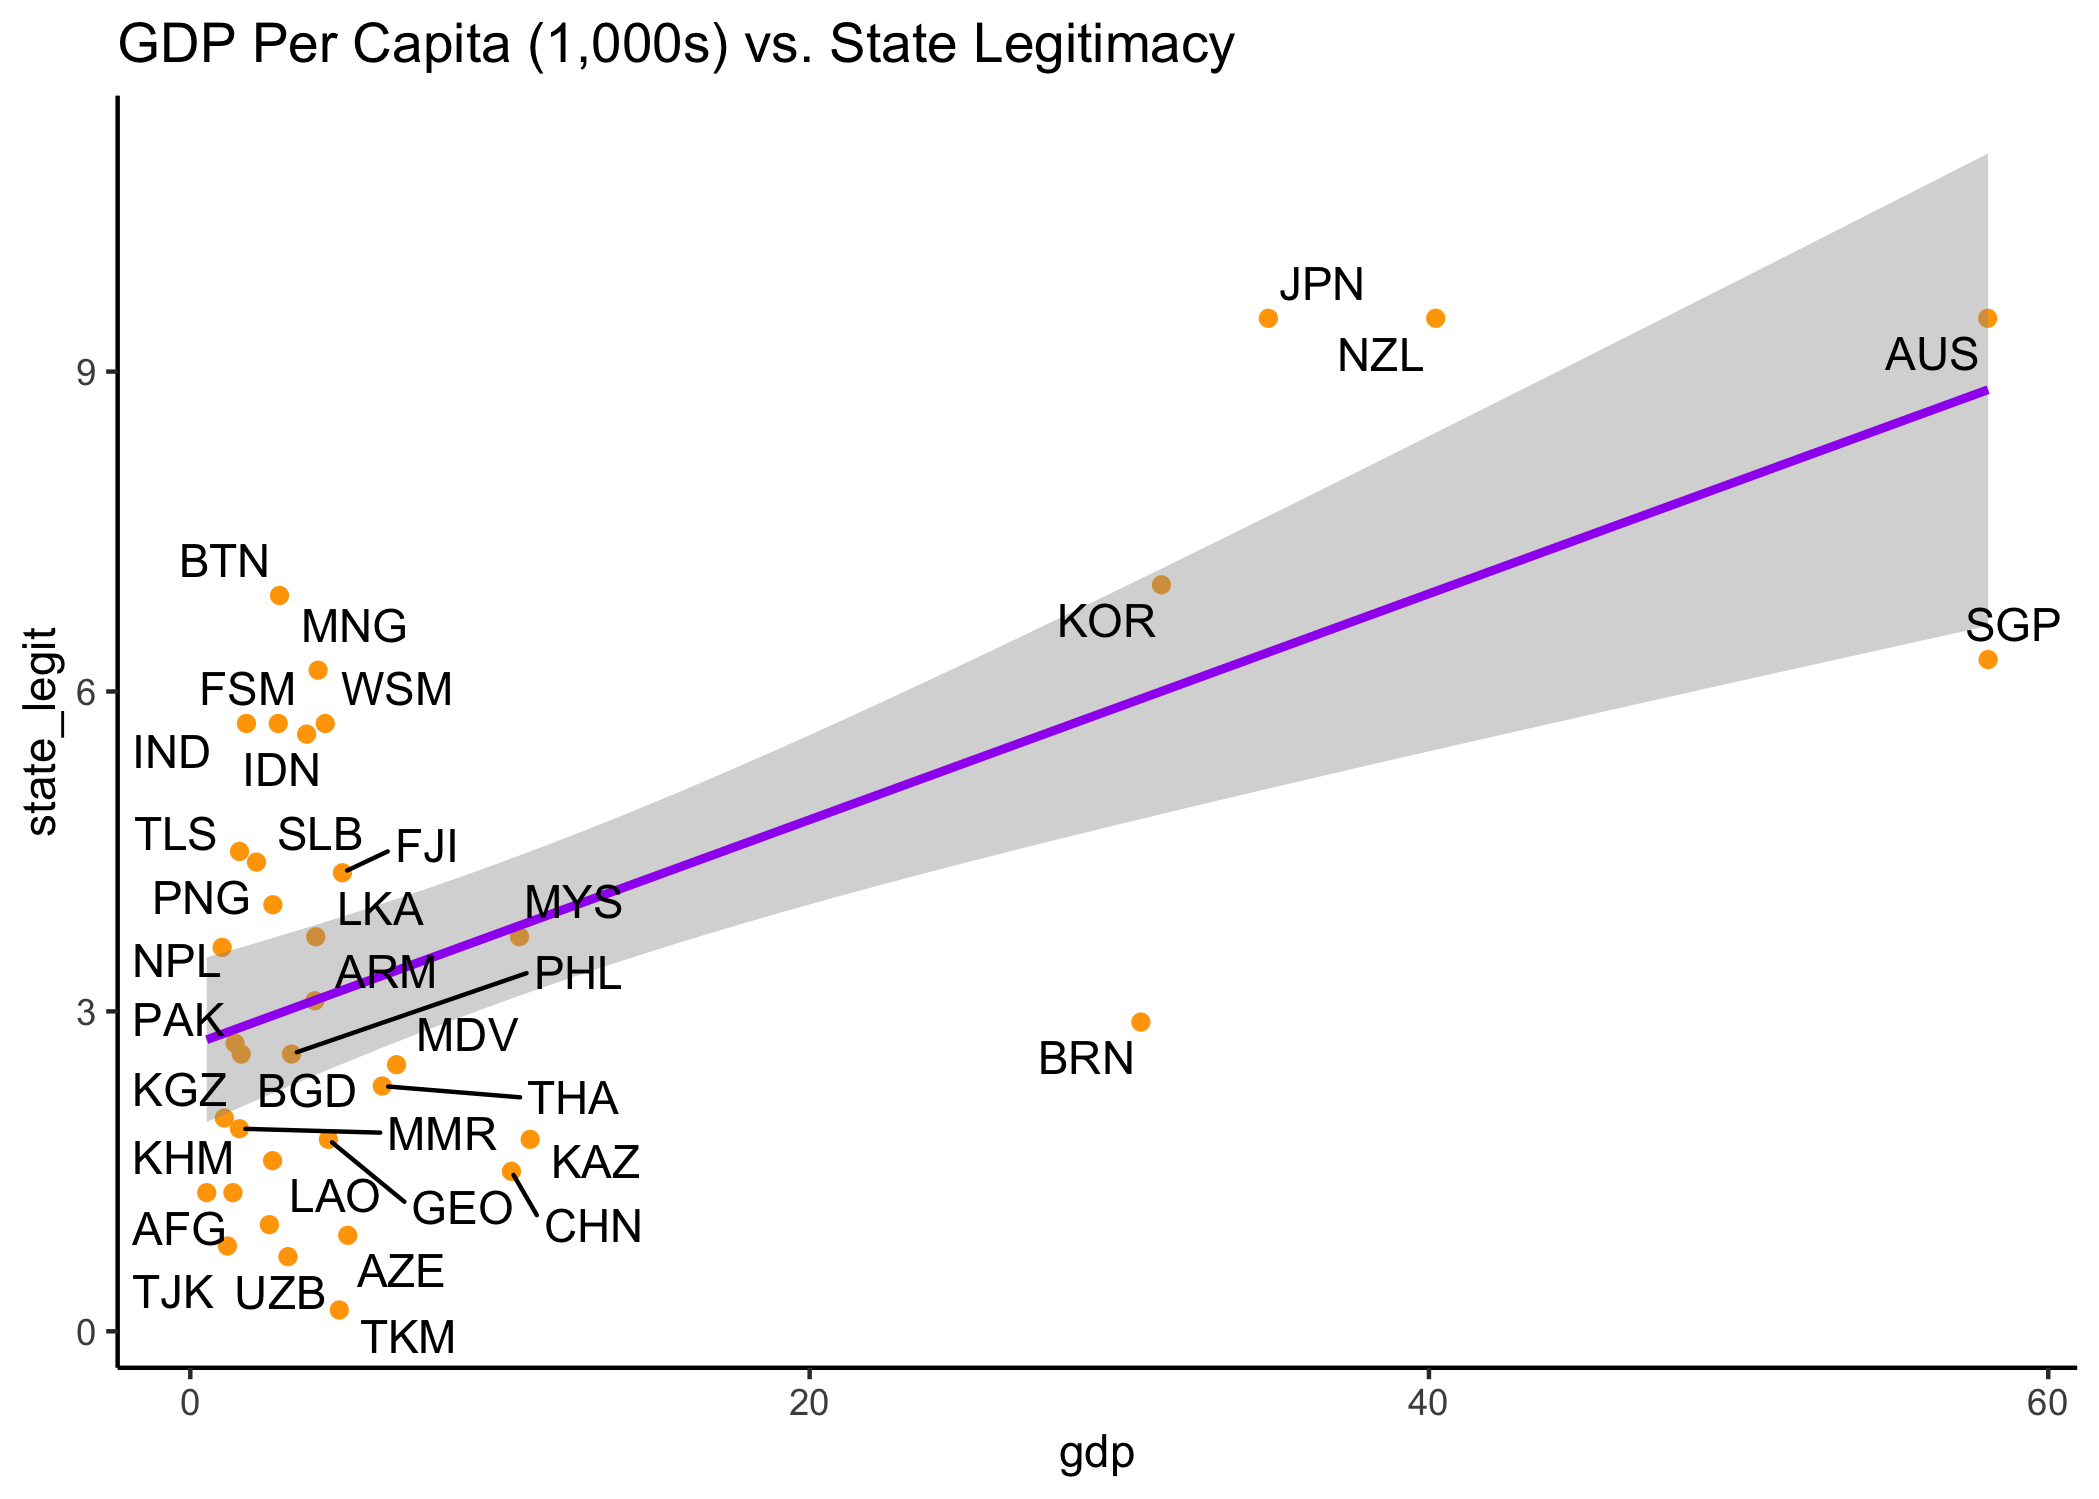 GDP Per Capita (1,000s) vs. State Legitimacy
state_legit
9
6
3
0
JPN
NZL
AUS
BTN
MNG
KOR
SGP
FSM
WSM
IND
IDN
TLS
SLB
FJI
PNG
LKA
MYS
NPL
ARM
PHL
PAK
MDV
BRN
KGZ
BGD
THA
MMR
KHM
KAZ
LAO
GEO
CHN
AFG
AZE
TJK
UZB
TKM
0
20
40
60
gdp